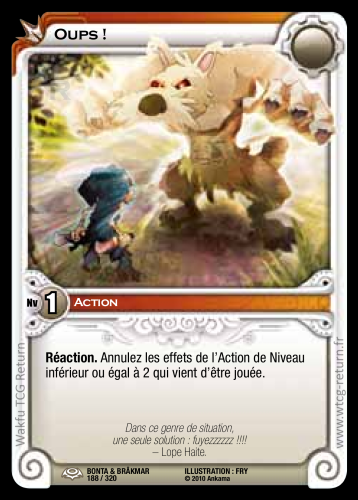 OUPS !
Nv 1 ACTION
Réaction. Annulez les effets de l'Action de Niveau
inférieur ou égal à 2 qui vient d'être jouée.
Dans ce genre de situation,
une seule solution : fuyezzzzzz !!!!
– Lope Haite.
BONTA & BRÂKMAR
188 / 320
ILLUSTRATION : FRY
© 2010 Ankama
Wakfu TCG Return
www.wtcg-return.fr